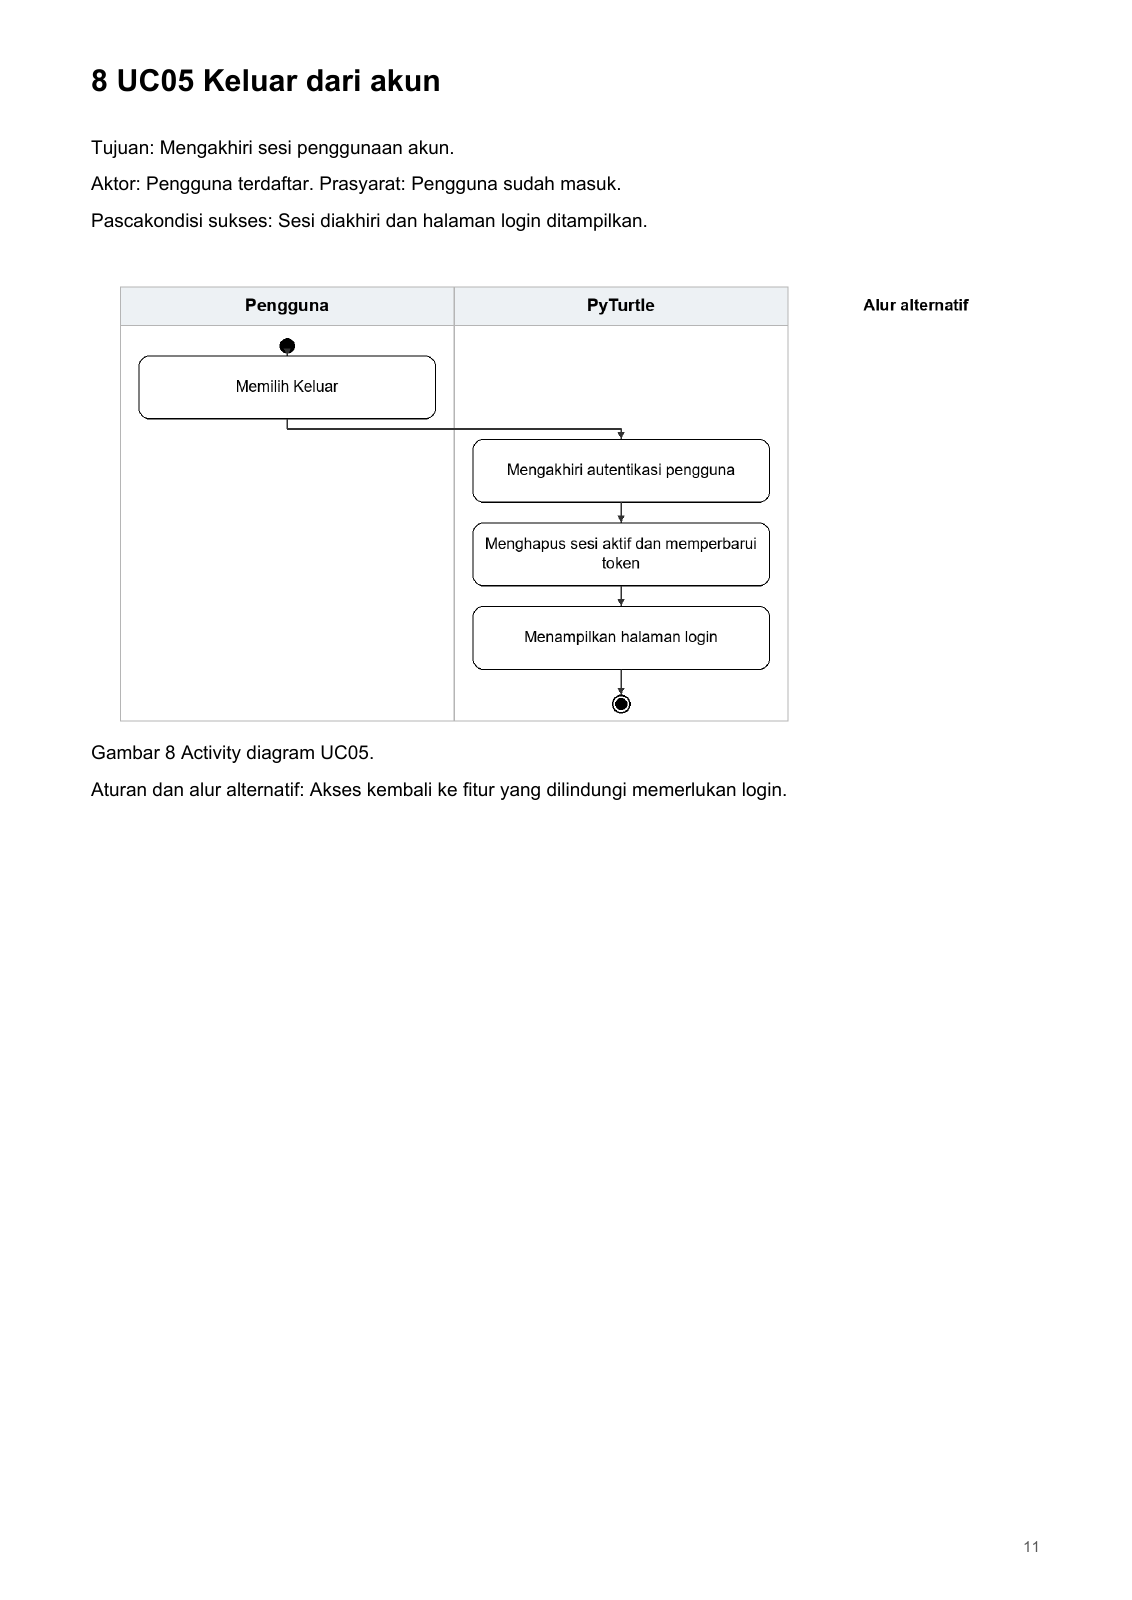 8 UC05 Keluar dari akun
Tujuan: Mengakhiri sesi penggunaan akun.
Aktor: Pengguna terdaftar. Prasyarat: Pengguna sudah masuk.
Pascakondisi sukses: Sesi diakhiri dan halaman login ditampilkan.
Pengguna
PyTurtle
Alur alternatif
Memilih Keluar
Mengakhiri autentikasi pengguna
Menghapus sesi aktif dan memperbarui
token
Menampilkan halaman login
Gambar 8 Activity diagram UC05.
Aturan dan alur alternatif: Akses kembali ke fitur yang dilindungi memerlukan login.
11